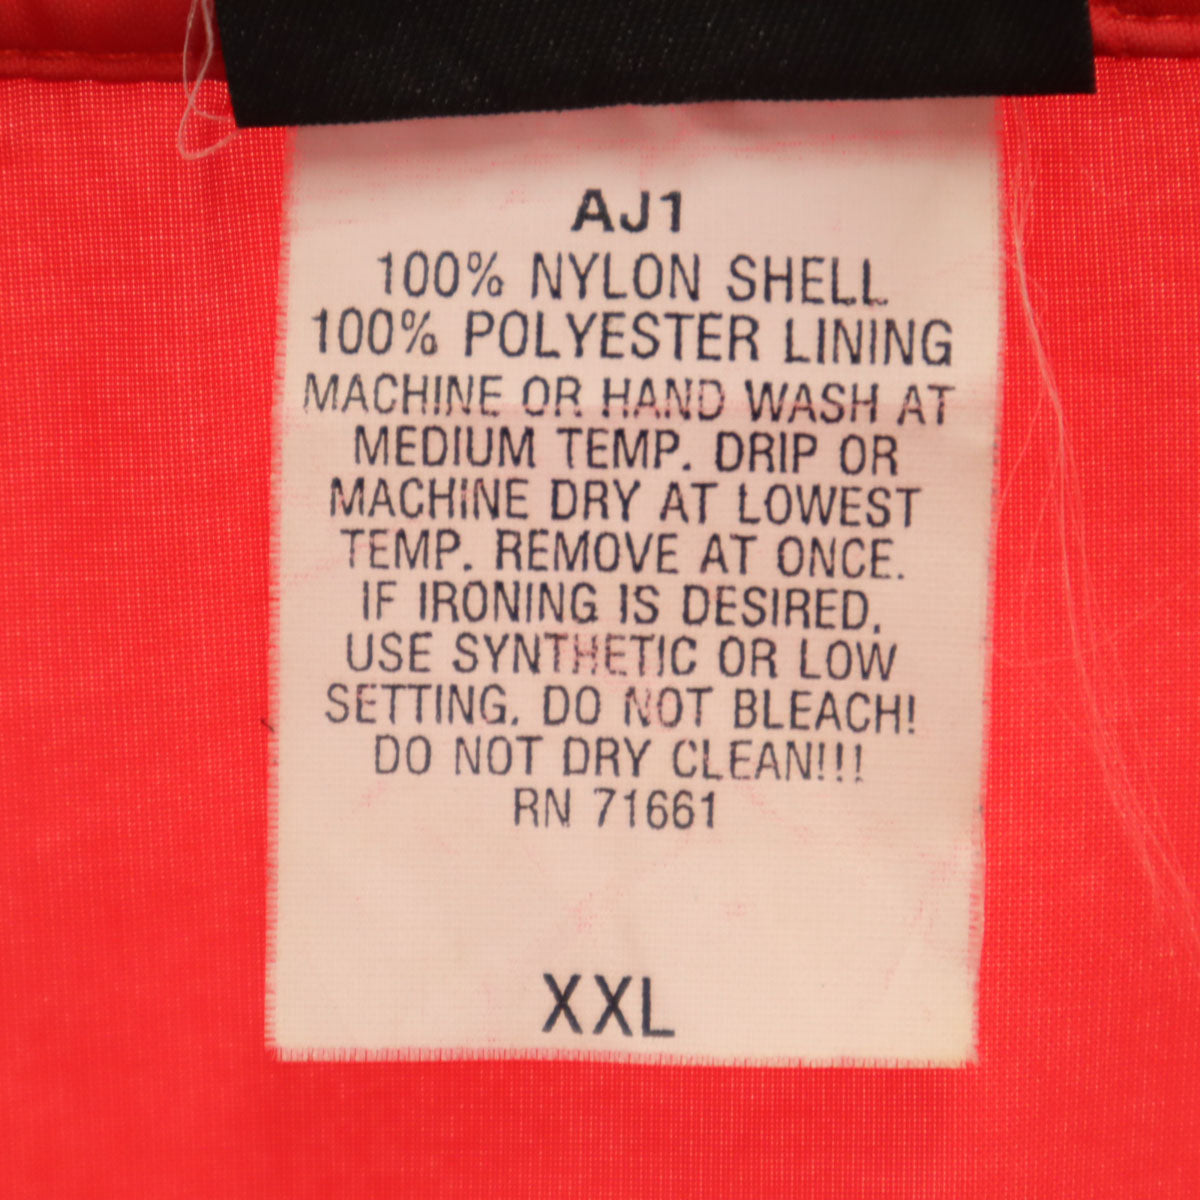 AJ1
100% NYLON SHELL
100% POLYESTER LINING
MACHINE OR HAND WASH AT
MEDIUM TEMP. DRIP OR
MACHINE DRY AT LOWEST
TEMP. REMOVE AT ONCE.
IF IRONING IS DESIRED.
USE SYNTHETIC OR LOW
SETTING. DO NOT BLEACH!
DO NOT DRY CLEAN!!!
RN 71661
XXL